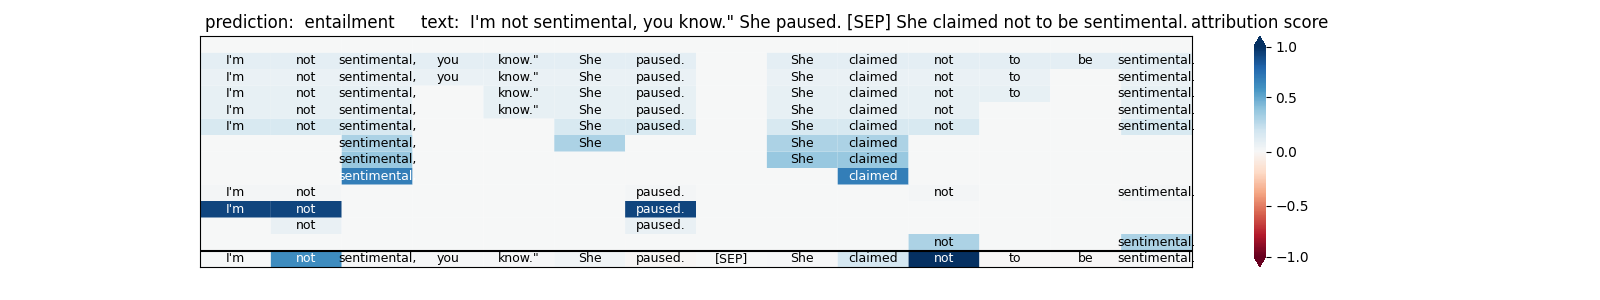 prediction: entailment text: I'm not sentimental, you know." She paused. [SEP] She claimed not to be sentimental. attribution score
I'm not sentimental, you know." She paused. She claimed not to be sentimental. 1.0
I'm not sentimental, you know." She paused. She claimed not to sentimental.
I'm not sentimental, know." She paused. She claimed not to sentimental. 0.5
I'm not sentimental, know." She paused. She claimed not sentimental.
I'm not sentimental, She paused. She claimed not sentimental.
sentimental, She She claimed
sentimental, She claimed 0.0
sentimental, claimed
I'm not paused. not sentimental.
I'm not paused. −0.5
not paused.
not sentimental.
I'm not sentimental, you know." She paused. [SEP] She claimed not to be sentimental. −1.0